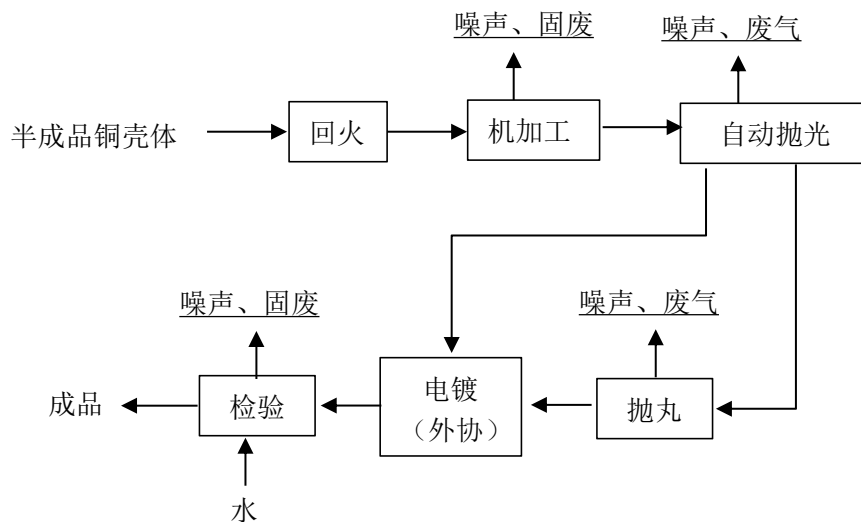 噪声、固废
噪声、废气
半成品铜壳体
回火
机加工
自动抛光
噪声、固废
噪声、废气
成品
检验
电镀
（外协）
抛丸
水